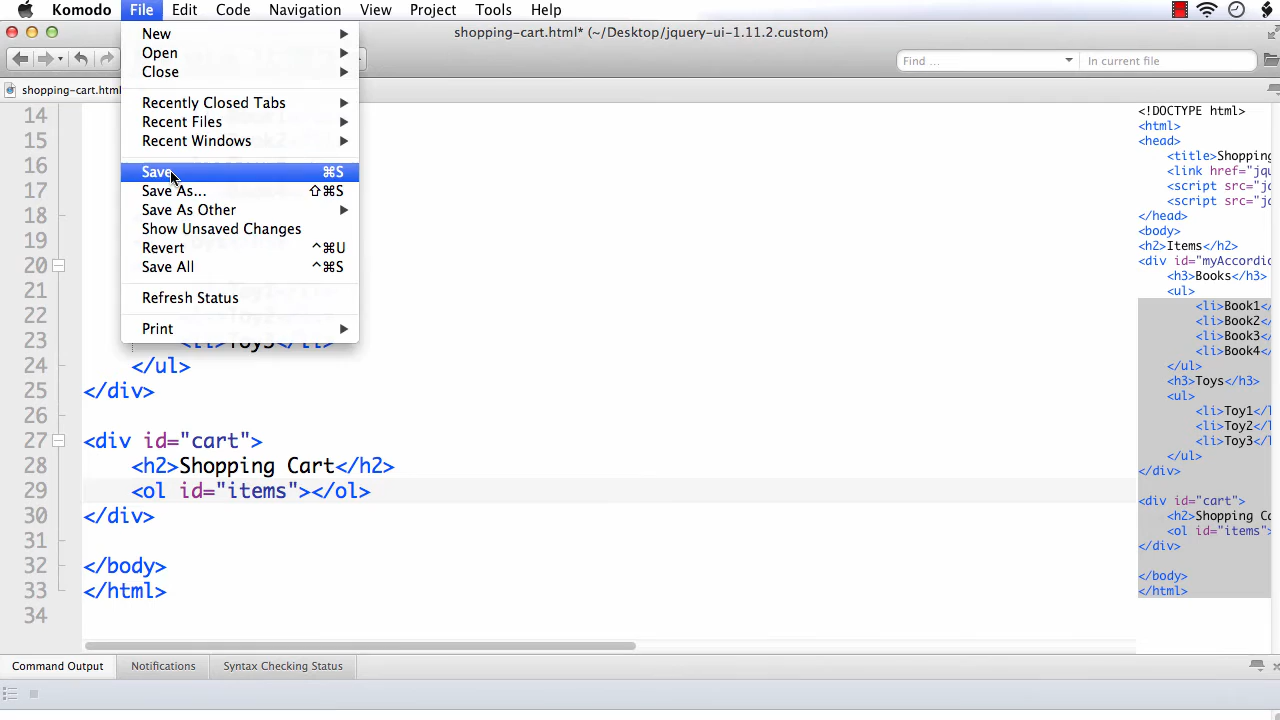 Komodo File Edit Code Navigation View Project Tools Help
shopping-cart.html* (~/Desktop/jquery-ui-1.11.2.custom)
Find ... In current file
shopping-cart.html
New
Open
Close
Recently Closed Tabs
Recent Files
Recent Windows
Save ⌘S
Save As... ⇧⌘S
Save As Other
Show Unsaved Changes
Revert ^⌘U
Save All ^⌘S
Refresh Status
Print
14
15
16
17
18
19
20
21
22
23 <li>Toy3</li>
24 </ul>
25 </div>
26
27 <div id="cart">
28 <h2>Shopping Cart</h2>
29 <ol id="items"></ol>
30 </div>
31
32 </body>
33 </html>
34
<!DOCTYPE html>
<html>
<head>
<title>Shopping
<link href="jqu
<script src="jq
<script src="jq
</head>
<body>
<h2>Items</h2>
<div id="myAccordio
<h3>Books</h3>
<ul>
<li>Book1</
<li>Book2</
<li>Book3</
<li>Book4</
</ul>
<h3>Toys</h3>
<ul>
<li>Toy1</l
<li>Toy2</l
<li>Toy3</l
</ul>
</div>
<div id="cart">
<h2>Shopping Ca
<ol id="items">
</div>
</body>
</html>
Command Output Notifications Syntax Checking Status